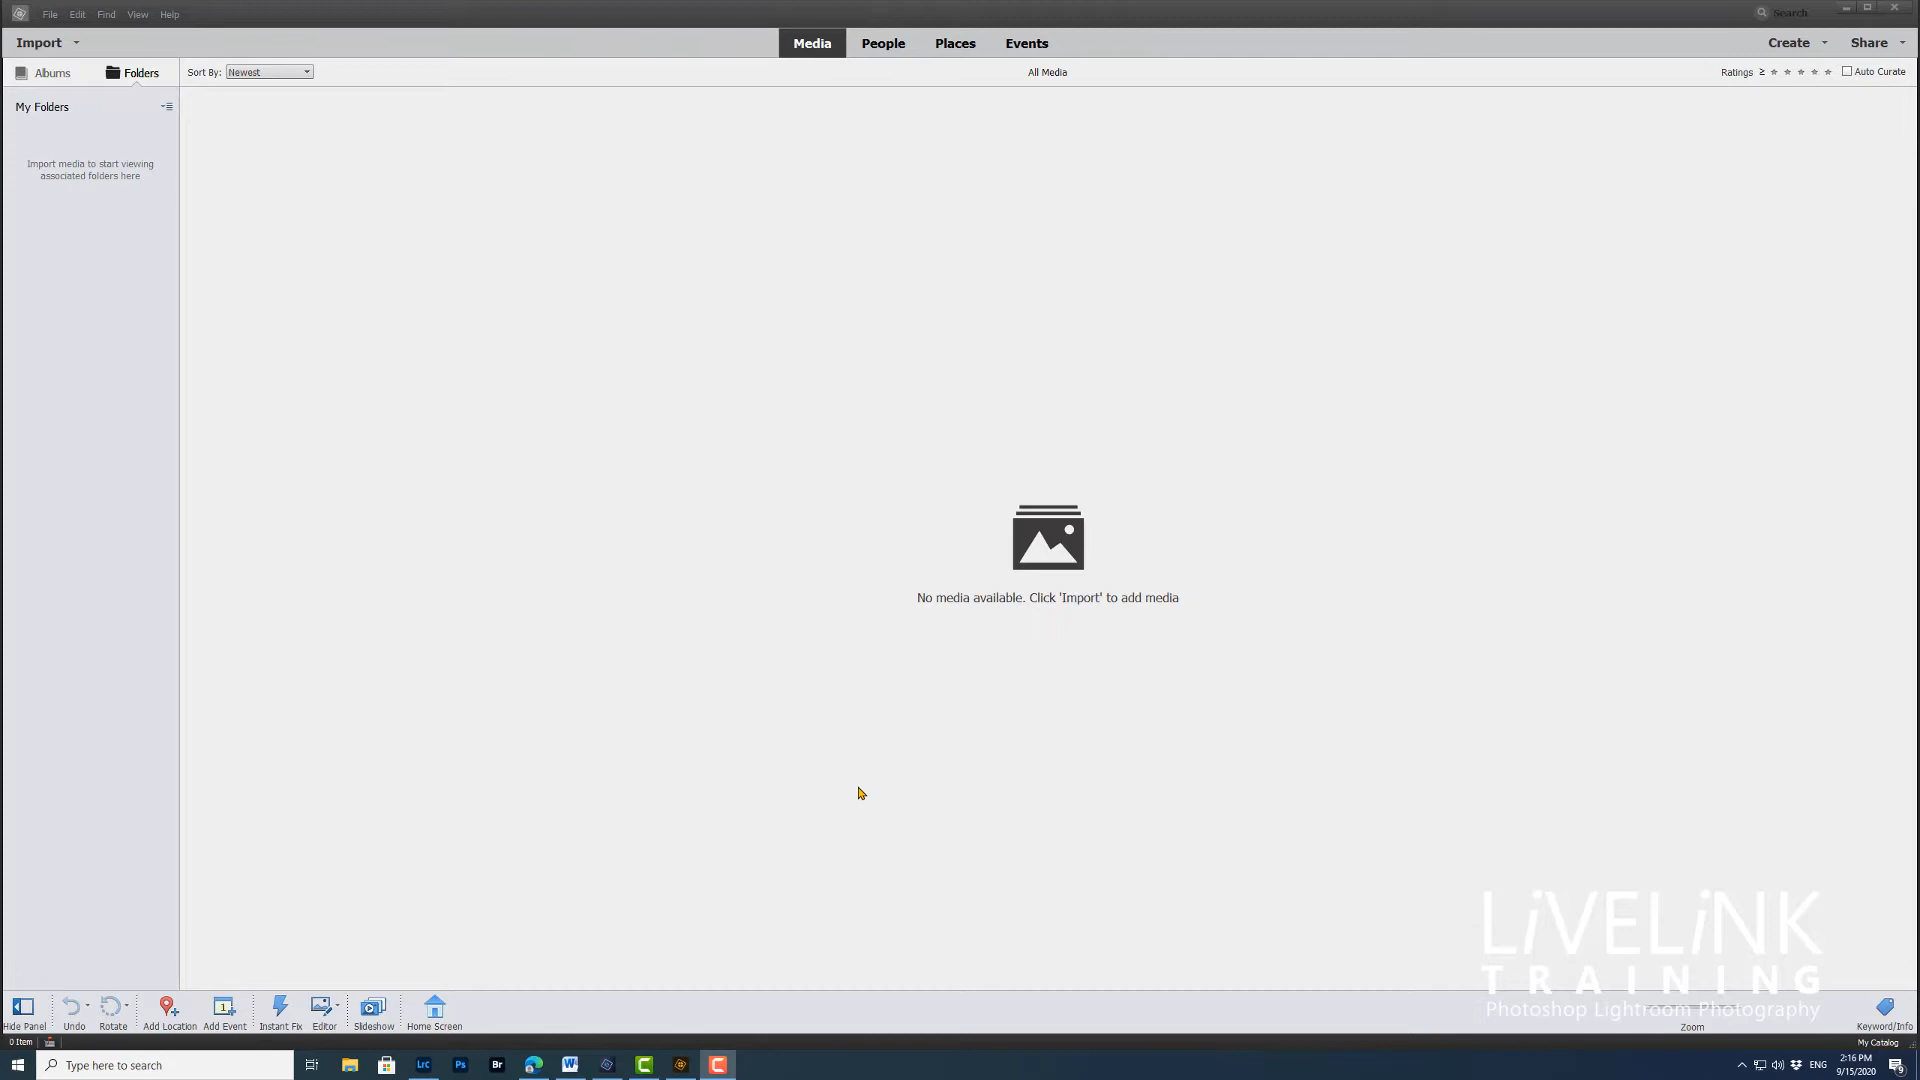 File Edit Find View Help
Search
Import Media People Places Events Create Share
Albums Folders Sort By: Newest All Media Ratings ≥ Auto Curate
My Folders
Import media to start viewing
associated folders here
No media available. Click 'Import' to add media
LiVELiNK
TRAINING
Photoshop Lightroom Photography
1
Hide Panel Undo Rotate Add Location Add Event Instant Fix Editor Slideshow Home Screen Zoom Keyword/Info
0 Item My Catalog
Type here to search LrC Ps Br W C C ENG 2:16 PM
9/15/2020 9